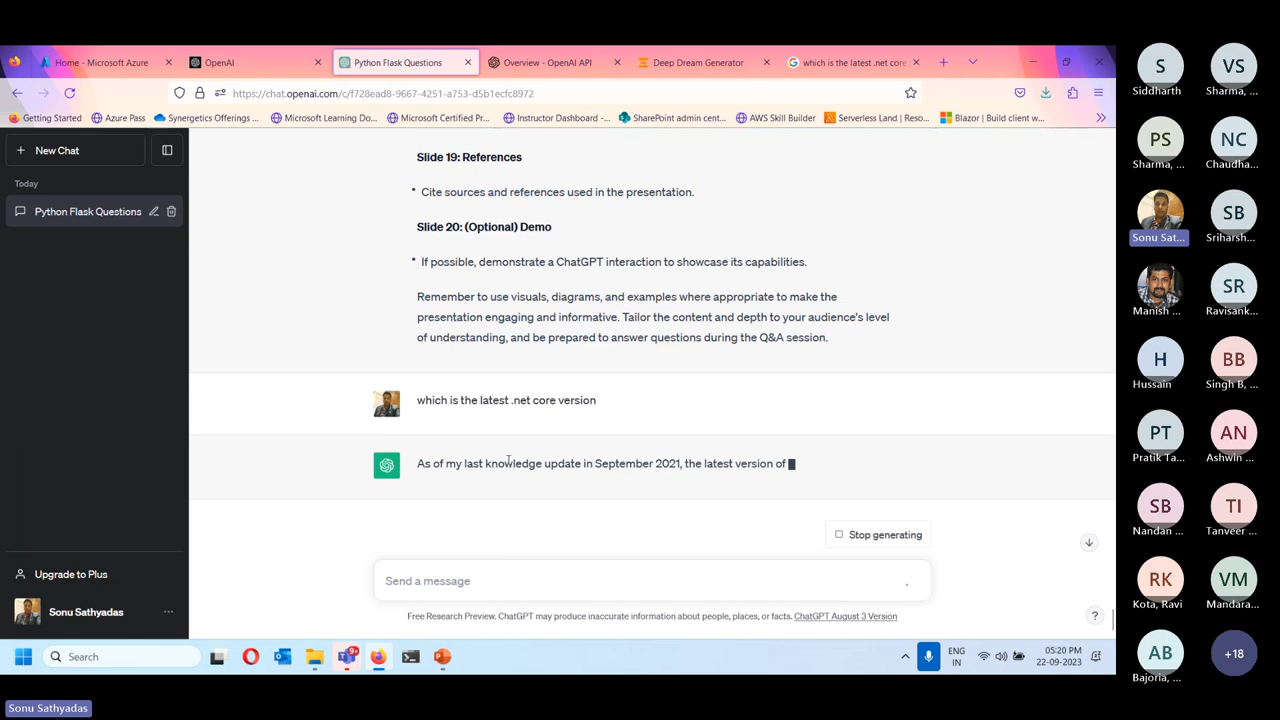 Home - Microsoft Azure
OpenAI
Python Flask Questions
Overview - OpenAI API
Deep Dream Generator
which is the latest .net core
https://chat.openai.com/c/f728ead8-9667-4251-a753-d5b1ecfc8972
Getting Started
Azure Pass
Synergetics Offerings ...
Microsoft Learning Do...
Microsoft Certified Pr...
Instructor Dashboard -...
SharePoint admin cent...
AWS Skill Builder
Serverless Land | Reso...
Blazor | Build client w...
New Chat
Today
Python Flask Questions
Upgrade to Plus
Sonu Sathyadas
...
Slide 19: References
• Cite sources and references used in the presentation.
Slide 20: (Optional) Demo
• If possible, demonstrate a ChatGPT interaction to showcase its capabilities.
Remember to use visuals, diagrams, and examples where appropriate to make the
presentation engaging and informative. Tailor the content and depth to your audience's level
of understanding, and be prepared to answer questions during the Q&A session.
which is the latest .net core version
As of my last knowledge update in September 2021, the latest version of
Stop generating
Send a message
Free Research Preview. ChatGPT may produce inaccurate information about people, places, or facts. ChatGPT August 3 Version
?
Search
9+
ENG
IN
05:20 PM
22-09-2023
Sonu Sathyadas
S
Siddharth
VS
Sharma, ...
PS
Sharma, ...
NC
Chaudha...
Sonu Sat...
SB
Sriharsh...
Manish ...
SR
Ravisank...
H
Hussain
BB
Singh B, ...
PT
Pratik Ta...
AN
Ashwin ...
SB
Nandan ...
TI
Tanveer ...
RK
Kota, Ravi
VM
Mandara...
AB
Bajoria, ...
+18